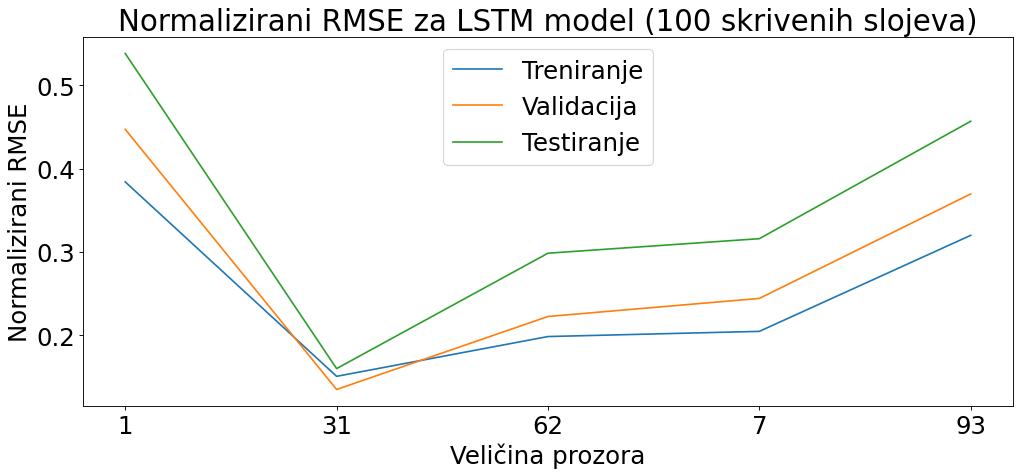 Normalizirani RMSE za LSTM model (100 skrivenih slojeva)
Normalizirani RMSE
0.5
0.4
0.3
0.2
Treniranje
Validacija
Testiranje
1 31 62 7 93
Veličina prozora